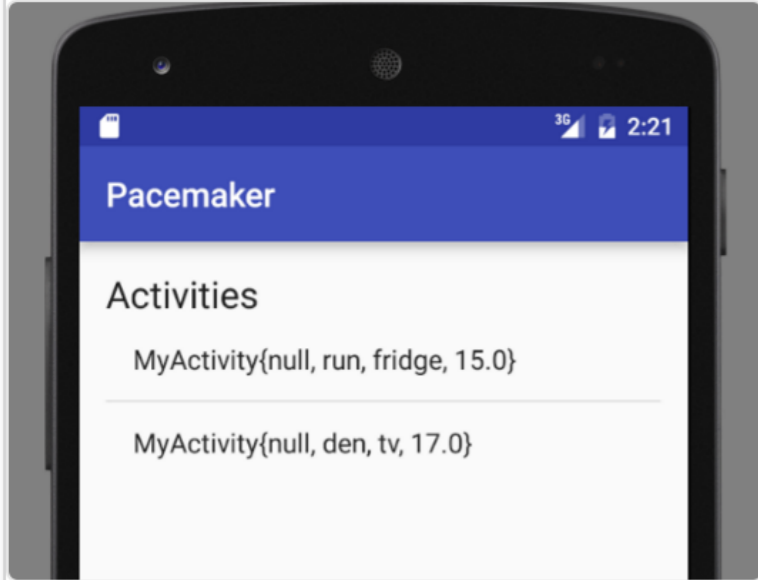 3G 2:21
Pacemaker
Activities
MyActivity{null, run, fridge, 15.0}
MyActivity{null, den, tv, 17.0}